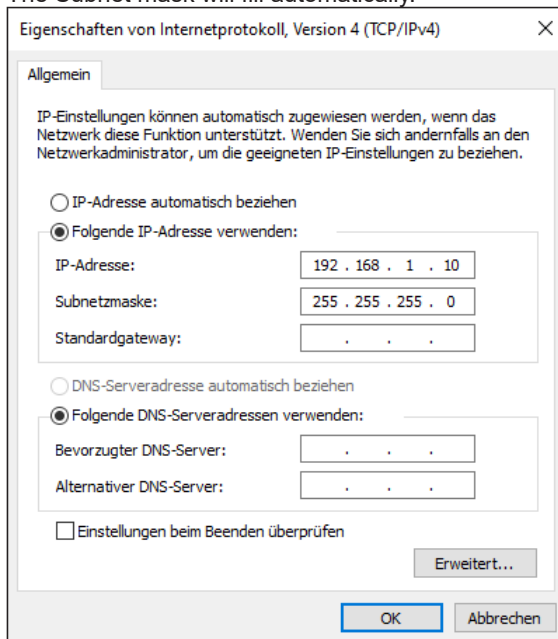 The Subnet mask will fill automatically.
Eigenschaften von Internetprotokoll, Version 4 (TCP/IPv4)
Allgemein
IP-Einstellungen können automatisch zugewiesen werden, wenn das
Netzwerk diese Funktion unterstützt. Wenden Sie sich andernfalls an den
Netzwerkadministrator, um die geeigneten IP-Einstellungen zu beziehen.
IP-Adresse automatisch beziehen
Folgende IP-Adresse verwenden:
IP-Adresse: 192 . 168 . 1 . 10
Subnetzmaske: 255 . 255 . 255 . 0
Standardgateway: . . .
DNS-Serveradresse automatisch beziehen
Folgende DNS-Serveradressen verwenden:
Bevorzugter DNS-Server: . . .
Alternativer DNS-Server: . . .
Einstellungen beim Beenden überprüfen
Erweitert...
OK Abbrechen